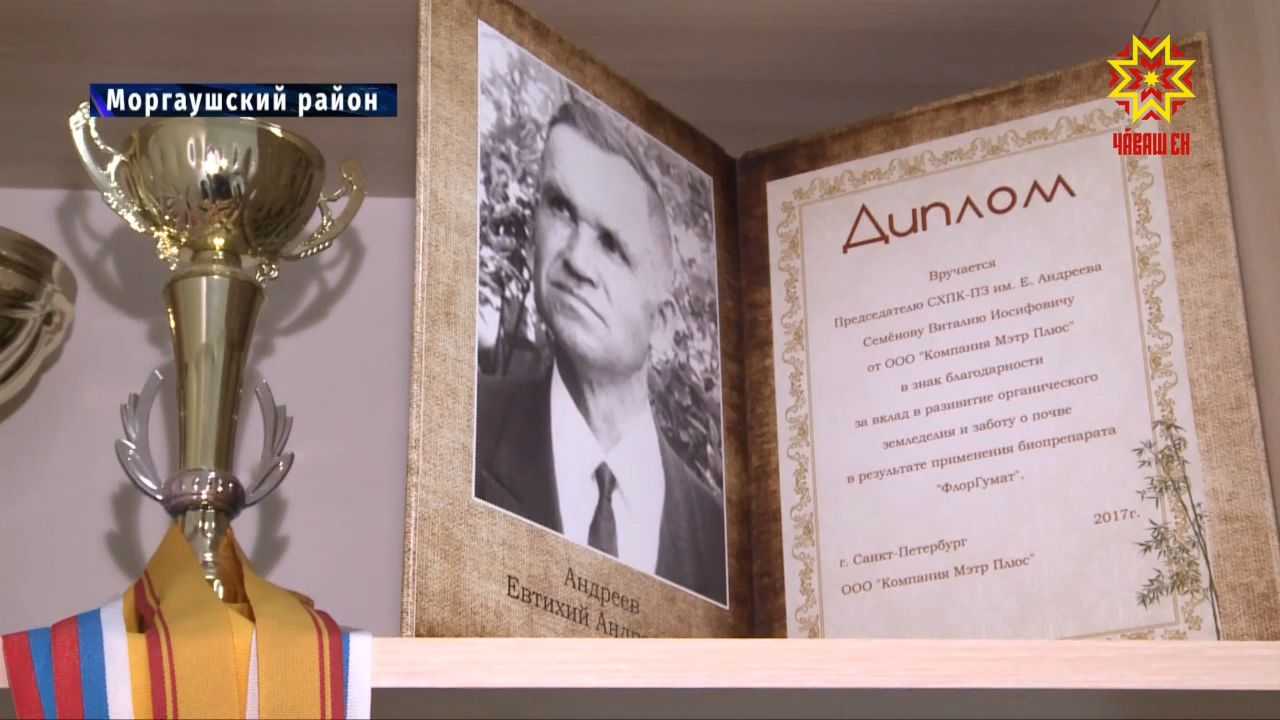 Моргаушский район
ЧӐВАШ ЕН
Диплом
Вручается
Председателю СХПК-ПЗ им. Е. Андреева
Семёнову Виталию Иосифовичу
от ООО "Компания Мэтр Плюс"
в знак благодарности
за вклад в развитие органического
земледелия и заботу о почве
в результате применения биопрепарата
"ФлорГумат".
2017г.
г. Санкт-Петербург
ООО "Компания Мэтр Плюс"
Андреев
Евтихий